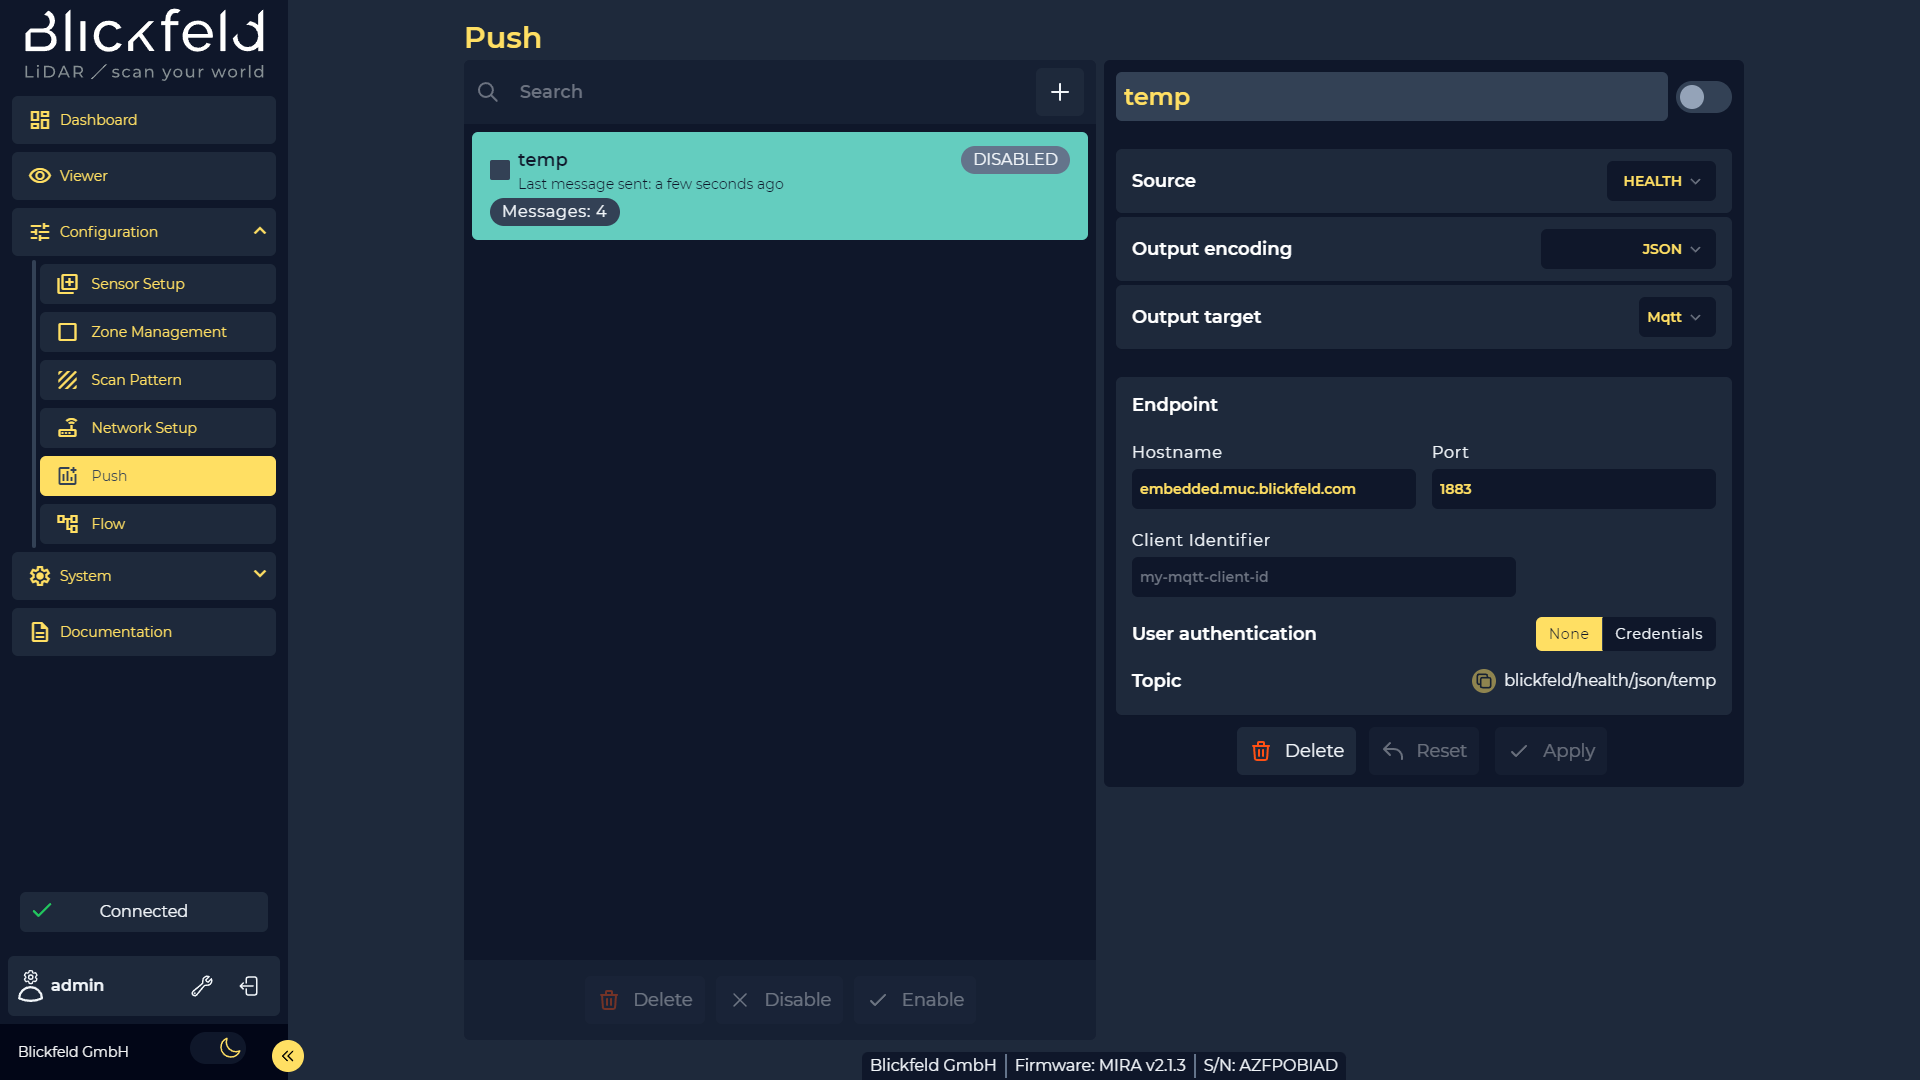 Blickfeld
LiDAR / scan your world
Dashboard
Viewer
Configuration
Sensor Setup
Zone Management
Scan Pattern
Network Setup
Push
Flow
System
Documentation
Connected
admin
Blickfeld GmbH
Push
Search
temp
DISABLED
Last message sent: a few seconds ago
Messages: 4
Delete
Disable
Enable
temp
Source
HEALTH
Output encoding
JSON
Output target
Mqtt
Endpoint
Hostname
Port
embedded.muc.blickfeld.com
1883
Client Identifier
my-mqtt-client-id
User authentication
None
Credentials
Topic
blickfeld/health/json/temp
Delete
Reset
Apply
Blickfeld GmbH
Firmware: MIRA v2.1.3
S/N: AZFPOBIAD